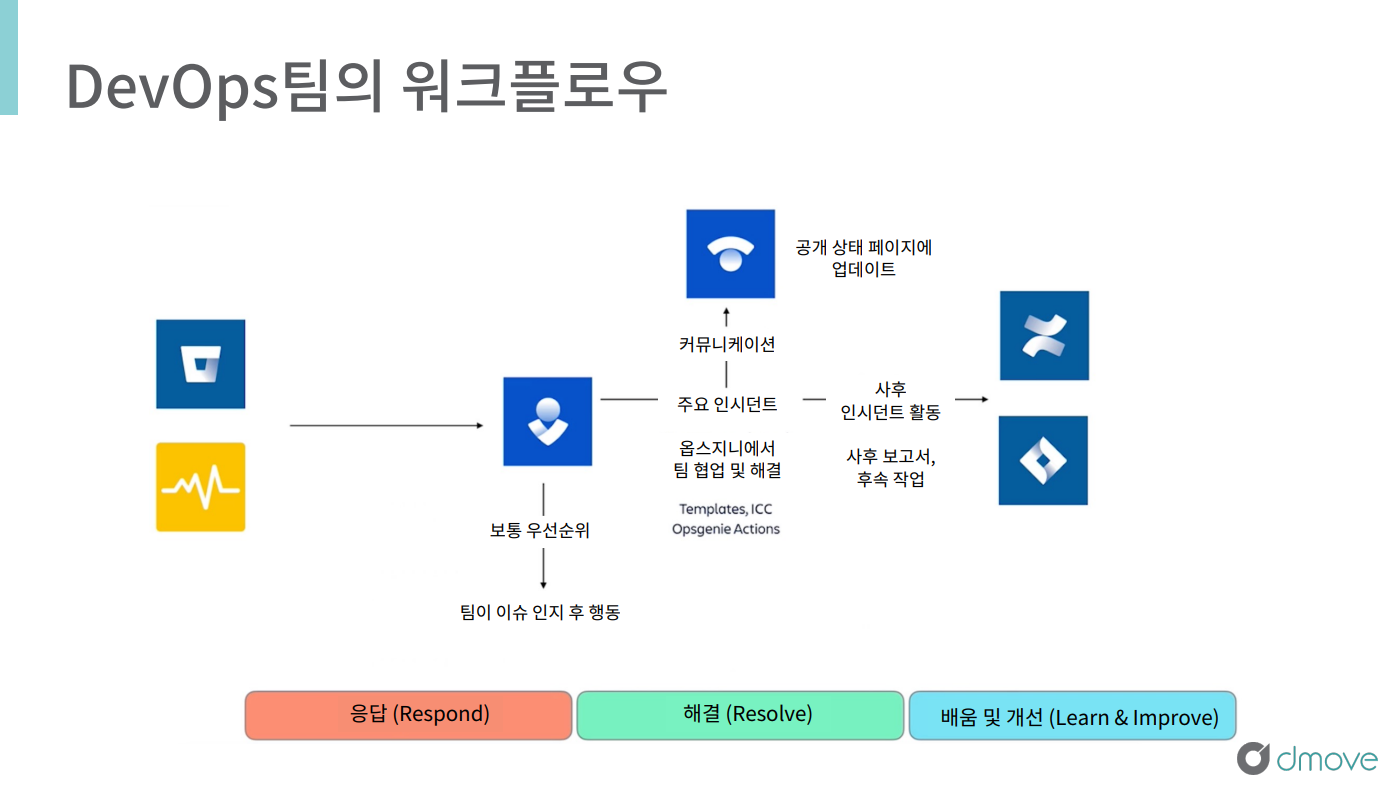 DevOps팀의 워크플로우
공개 상태 페이지에
업데이트
커뮤니케이션
주요 인시던트
옵스지니에서
팀 협업 및 해결
Templates, ICC
Opsgenie Actions
사후
인시던트 활동
사후 보고서,
후속 작업
보통 우선순위
팀이 이슈 인지 후 행동
응답 (Respond)
해결 (Resolve)
배움 및 개선 (Learn & Improve)
dmove